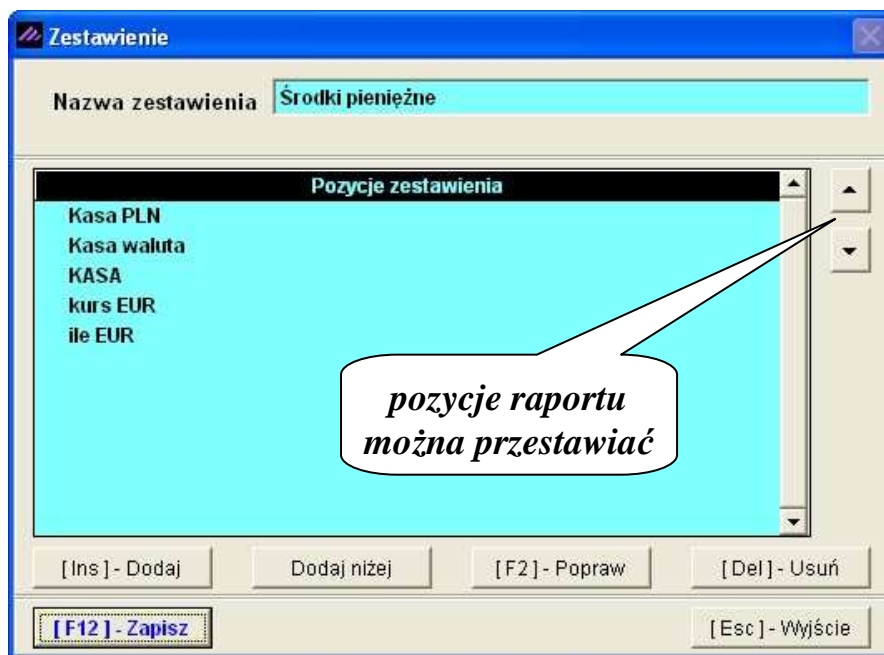 Zestawienie
Nazwa zestawienia Środki pieniężne
Pozycje zestawienia
Kasa PLN
Kasa waluta
KASA
kurs EUR
ile EUR
pozycje raportu
można przestawiać
[Ins] - Dodaj Dodaj niżej [F2] - Popraw [Del] - Usuń
[F12] - Zapisz [Esc] - Wyjście